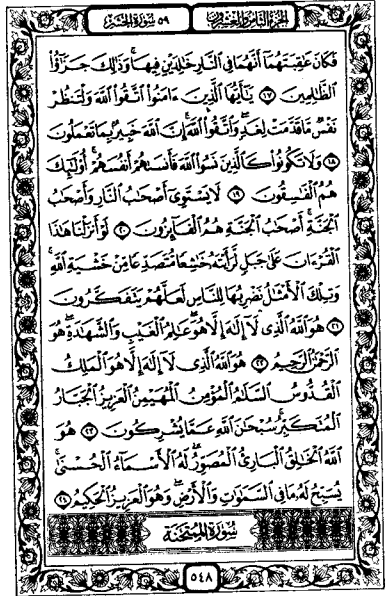 الجزء الثامن والعشرون ٥٩ سورة الحشر
فَكَانَ عَٰقِبَتَهُمَآ أَنَّهُمَا فِي ٱلنَّارِ خَٰلِدَيۡنِ فِيهَاۚ وَذَٰلِكَ جَزَٰٓؤُاْ
ٱلظَّٰلِمِينَ ١٧ يَٰٓأَيُّهَا ٱلَّذِينَ ءَامَنُواْ ٱتَّقُواْ ٱللَّهَ وَلۡتَنظُرۡ
نَفۡسٞ مَّا قَدَّمَتۡ لِغَدٖۖ وَٱتَّقُواْ ٱللَّهَۚ إِنَّ ٱللَّهَ خَبِيرُۢ بِمَا تَعۡمَلُونَ
١٨ وَلَا تَكُونُواْ كَٱلَّذِينَ نَسُواْ ٱللَّهَ فَأَنسَىٰهُمۡ أَنفُسَهُمۡۚ أُوْلَٰٓئِكَ
هُمُ ٱلۡفَٰسِقُونَ ١٩ لَا يَسۡتَوِيٓ أَصۡحَٰبُ ٱلنَّارِ وَأَصۡحَٰبُ
ٱلۡجَنَّةِۚ أَصۡحَٰبُ ٱلۡجَنَّةِ هُمُ ٱلۡفَآئِزُونَ ٢٠ لَوۡ أَنزَلۡنَا هَٰذَا
ٱلۡقُرۡءَانَ عَلَىٰ جَبَلٖ لَّرَأَيۡتَهُۥ خَٰشِعٗا مُّتَصَدِّعٗا مِّنۡ خَشۡيَةِ ٱللَّهِۚ
وَتِلۡكَ ٱلۡأَمۡثَٰلُ نَضۡرِبُهَا لِلنَّاسِ لَعَلَّهُمۡ يَتَفَكَّرُونَ
٢١ هُوَ ٱللَّهُ ٱلَّذِي لَآ إِلَٰهَ إِلَّا هُوَۖ عَٰلِمُ ٱلۡغَيۡبِ وَٱلشَّهَٰدَةِۖ هُوَ
ٱلرَّحۡمَٰنُ ٱلرَّحِيمُ ٢٢ هُوَ ٱللَّهُ ٱلَّذِي لَآ إِلَٰهَ إِلَّا هُوَ ٱلۡمَلِكُ
ٱلۡقُدُّوسُ ٱلسَّلَٰمُ ٱلۡمُؤۡمِنُ ٱلۡمُهَيۡمِنُ ٱلۡعَزِيزُ ٱلۡجَبَّارُ
ٱلۡمُتَكَبِّرُۚ سُبۡحَٰنَ ٱللَّهِ عَمَّا يُشۡرِكُونَ ٢٣ هُوَ
ٱللَّهُ ٱلۡخَٰلِقُ ٱلۡبَارِئُ ٱلۡمُصَوِّرُۖ لَهُ ٱلۡأَسۡمَآءُ ٱلۡحُسۡنَىٰۚ
يُسَبِّحُ لَهُۥ مَا فِي ٱلسَّمَٰوَٰتِ وَٱلۡأَرۡضِۖ وَهُوَ ٱلۡعَزِيزُ ٱلۡحَكِيمُ ٢٤
سورة الممتحنة
٥٤٨